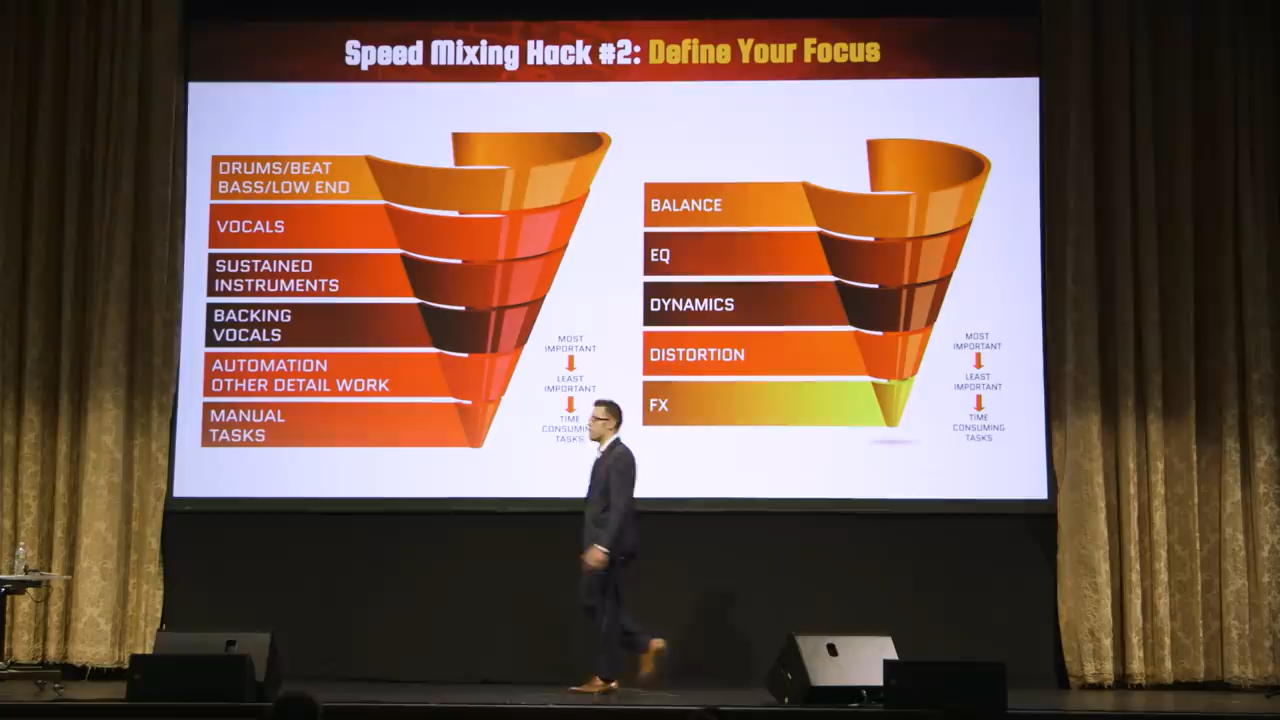 Speed Mixing Hack #2: Define Your Focus
DRUMS/BEAT
BASS/LOW END
VOCALS
SUSTAINED
INSTRUMENTS
BACKING
VOCALS
AUTOMATION
OTHER DETAIL WORK
MANUAL
TASKS
MOST
IMPORTANT
LEAST
IMPORTANT
TIME
CONSUMING
TASKS
BALANCE
EQ
DYNAMICS
DISTORTION
FX
MOST
IMPORTANT
LEAST
IMPORTANT
TIME
CONSUMING
TASKS